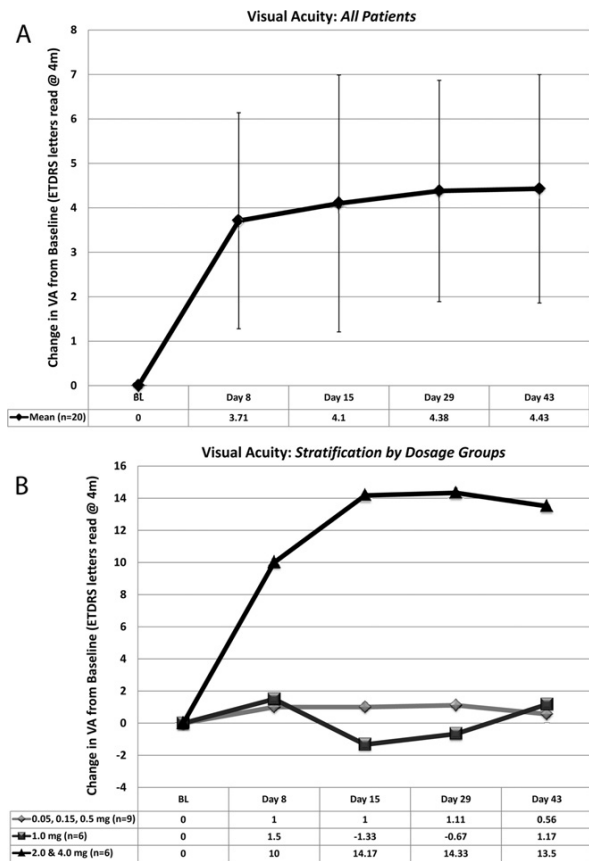 A
Visual Acuity: All Patients
Change in VA from Baseline (ETDRS letters read @ 4m)
8
7
6
5
4
3
2
1
0
BL Day 8 Day 15 Day 29 Day 43
Mean (n=20) 0 3.71 4.1 4.38 4.43
B
Visual Acuity: Stratification by Dosage Groups
Change in VA from Baseline (ETDRS letters read @ 4m)
16
14
12
10
8
6
4
2
0
-2
-4
BL Day 8 Day 15 Day 29 Day 43
0.05, 0.15, 0.5 mg (n=9) 0 1 1 1.11 0.56
1.0 mg (n=6) 0 1.5 -1.33 -0.67 1.17
2.0 & 4.0 mg (n=6) 0 10 14.17 14.33 13.5